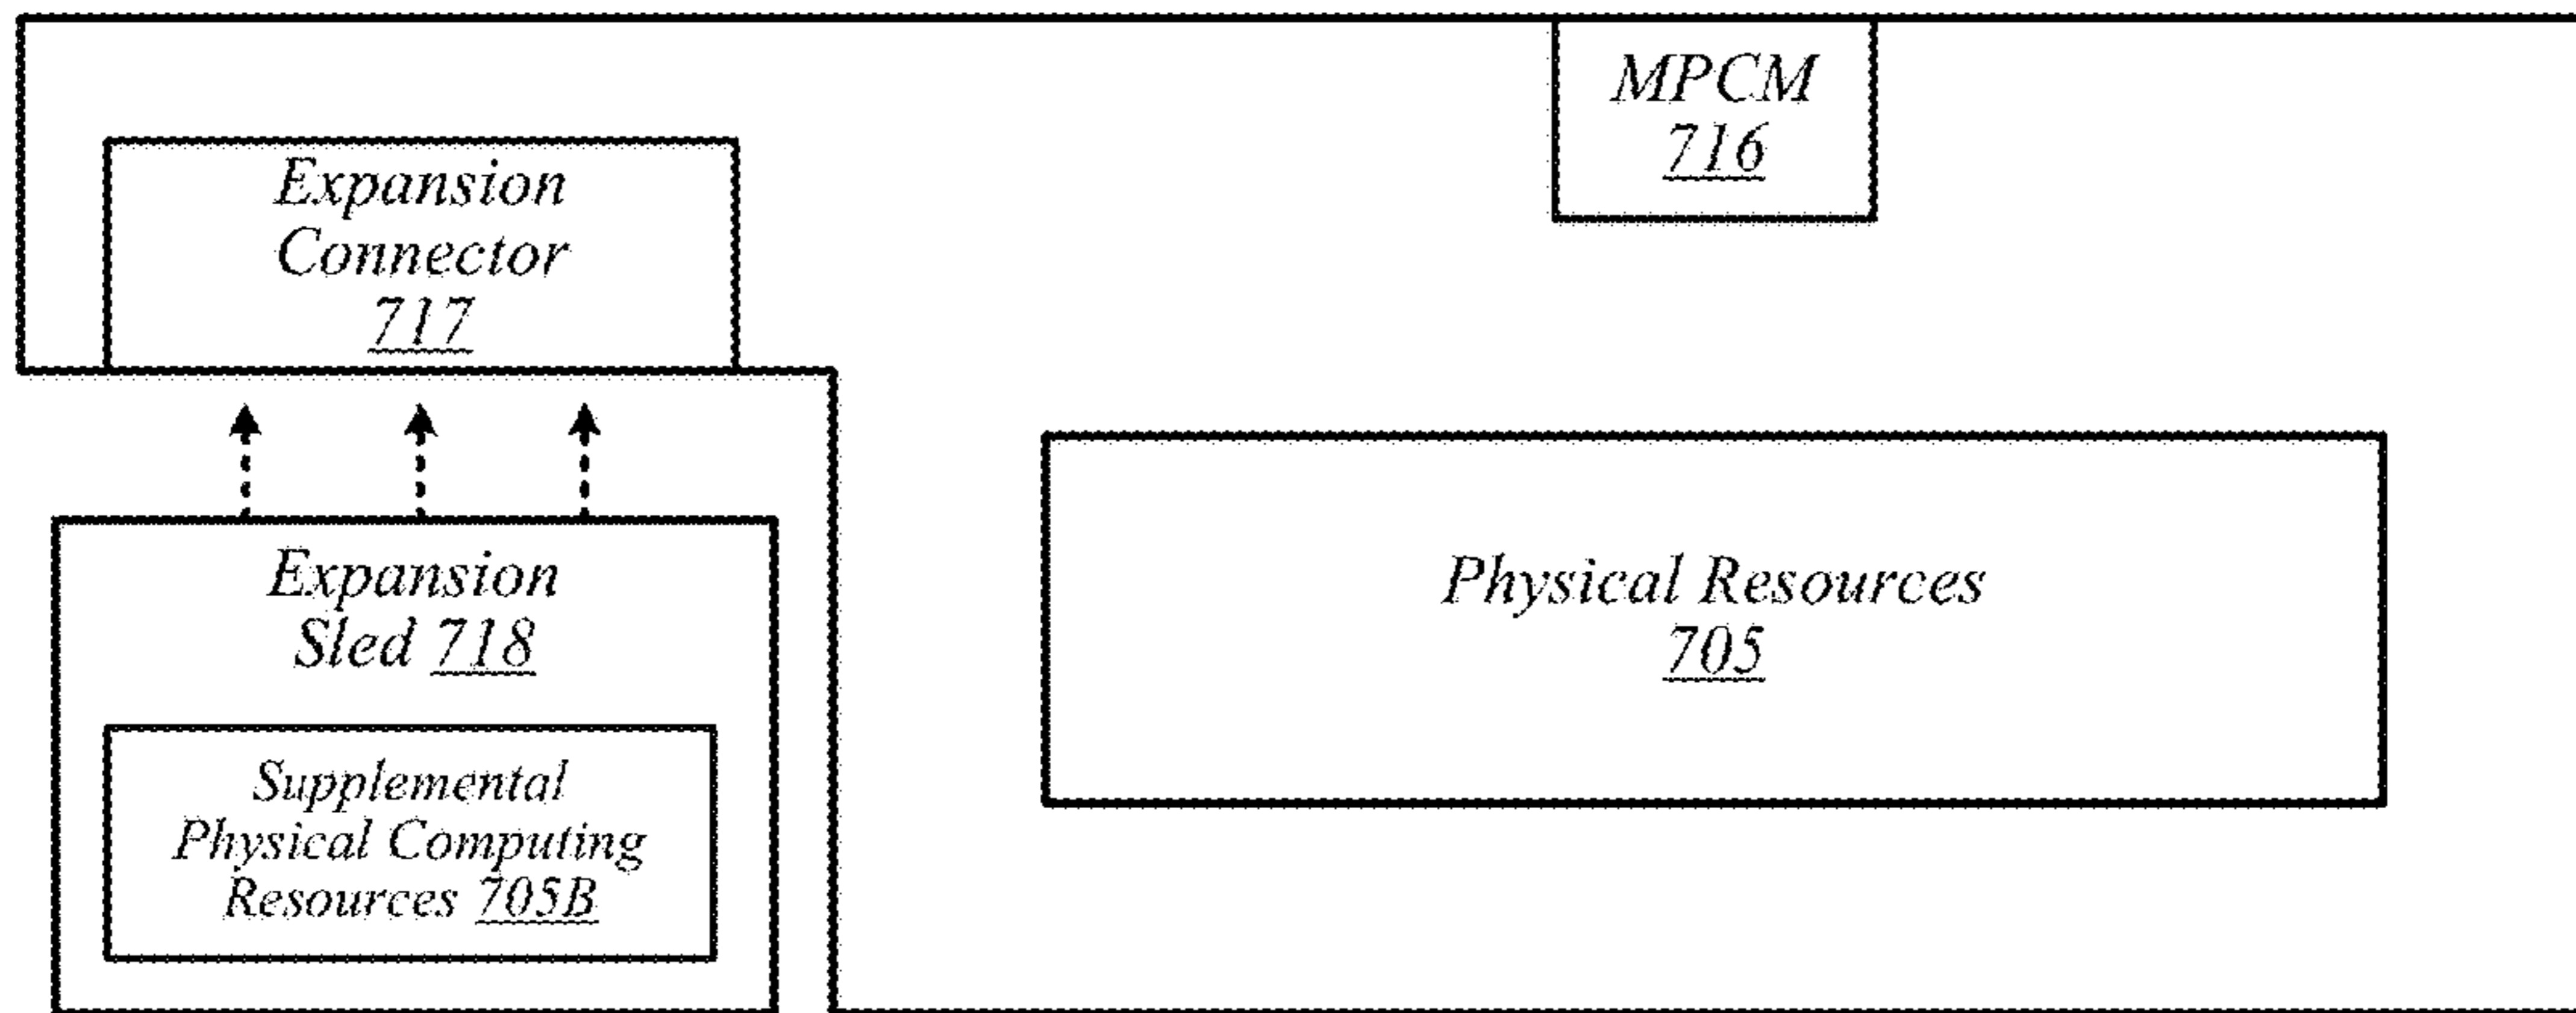 MPCM
716
Expansion
Connector
717
Expansion
Sled 718
Physical Resources
705
Supplemental
Physical Computing
Resources 705B